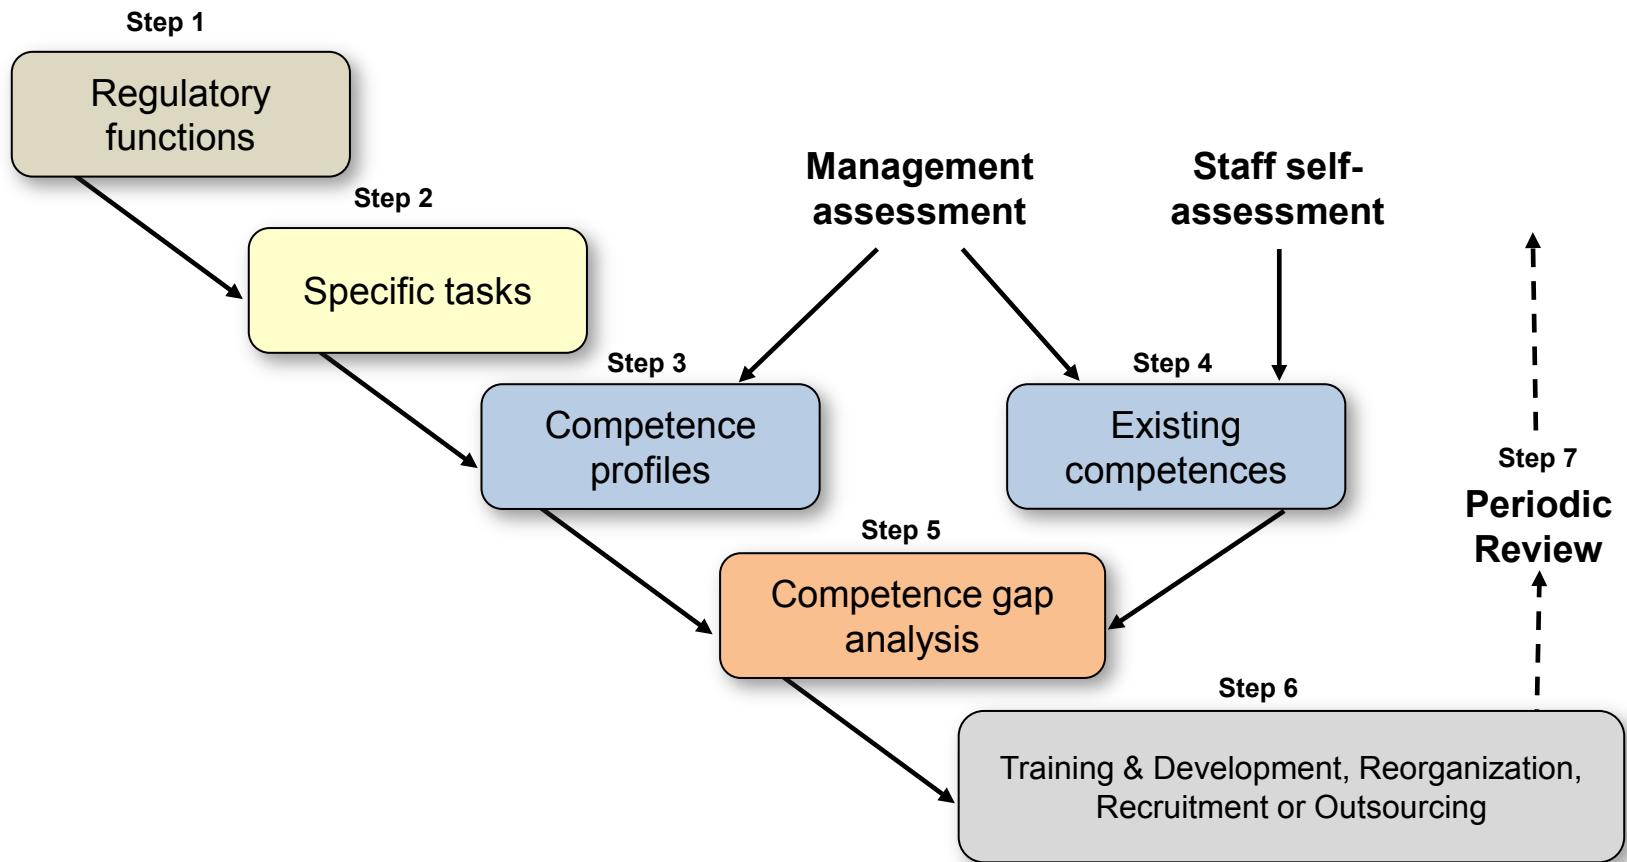 Step 1
Regulatory
functions
Step 2
Specific tasks
Management
assessment
Staff self-
assessment
Step 3
Competence
profiles
Step 4
Existing
competences
Step 5
Competence gap
analysis
Step 6
Training & Development, Reorganization,
Recruitment or Outsourcing
Step 7
Periodic
Review